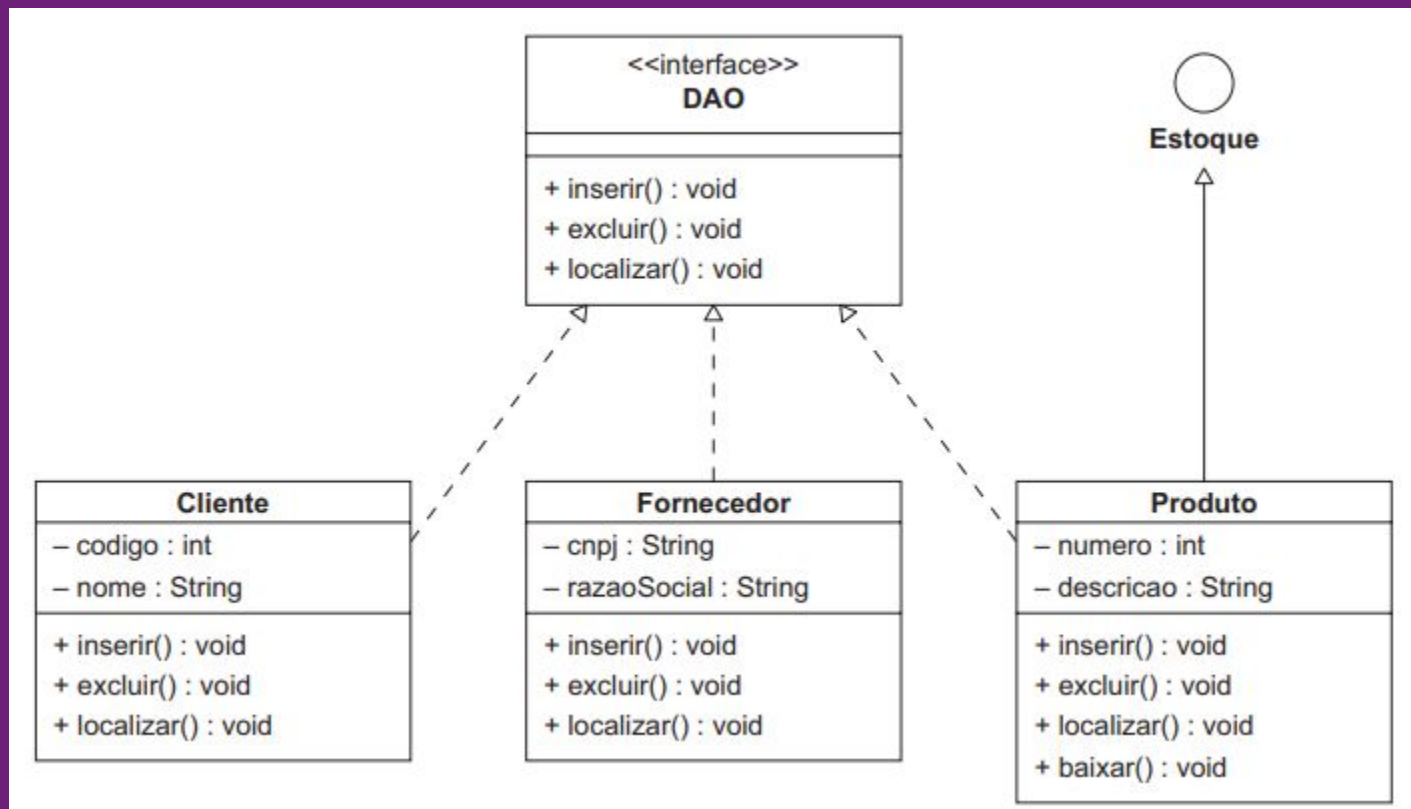 <<interface>>
DAO
+ inserir() : void
+ excluir() : void
+ localizar() : void
Estoque
Cliente
– codigo : int
– nome : String
+ inserir() : void
+ excluir() : void
+ localizar() : void
Fornecedor
– cnpj : String
– razaoSocial : String
+ inserir() : void
+ excluir() : void
+ localizar() : void
Produto
– numero : int
– descricao : String
+ inserir() : void
+ excluir() : void
+ localizar() : void
+ baixar() : void